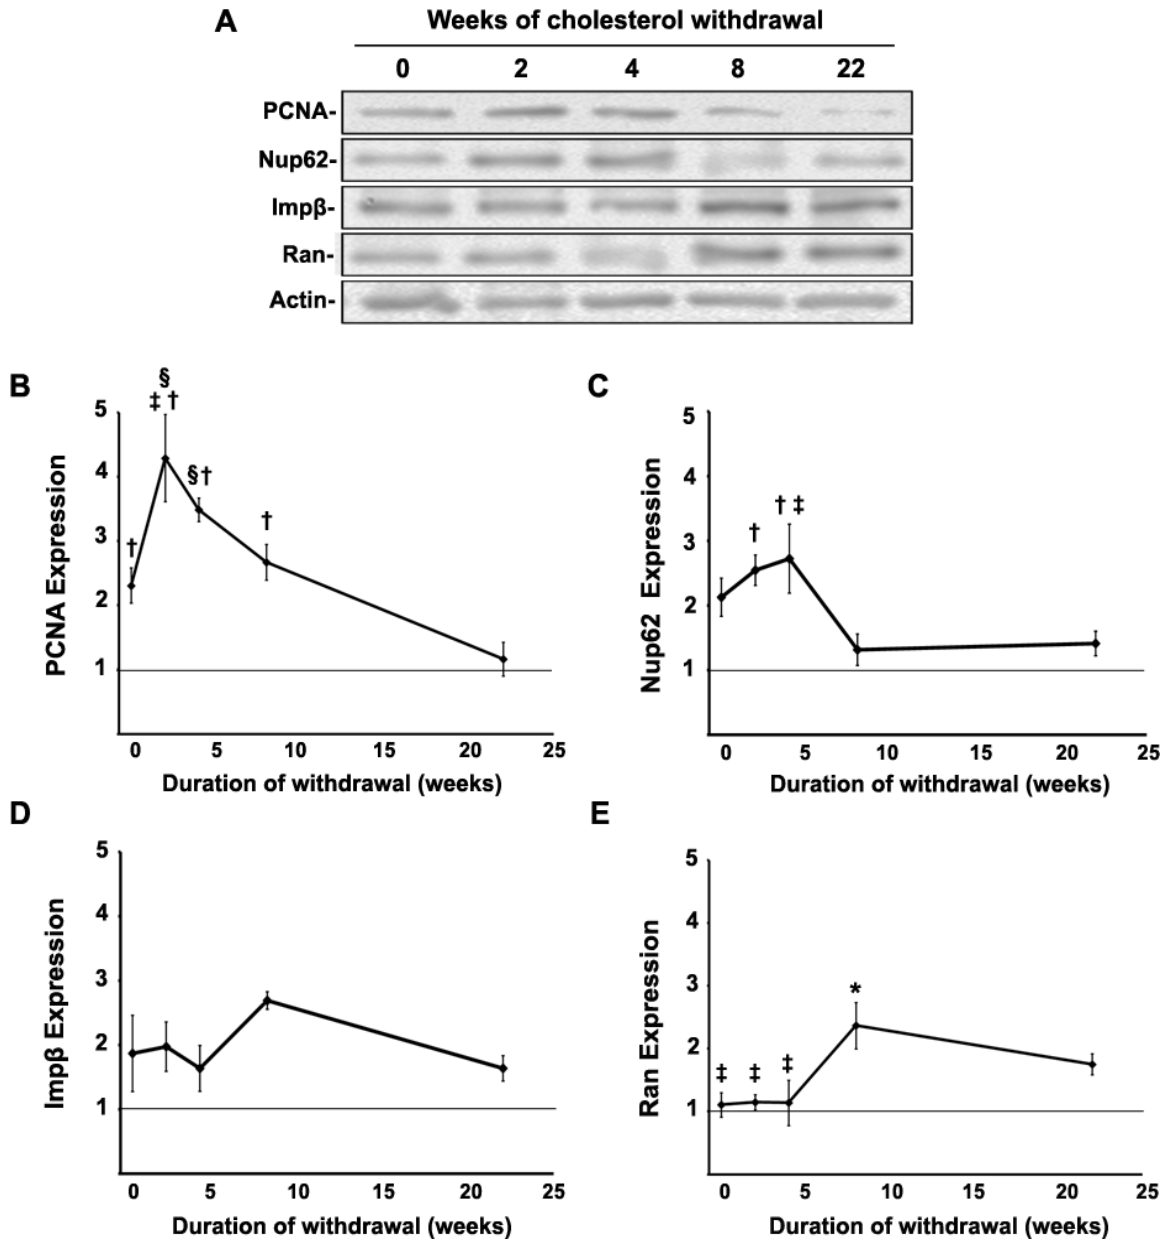 A
Weeks of cholesterol withdrawal
0 2 4 8 22
PCNA-
Nup62-
Impβ-
Ran-
Actin-
B
§
‡ †
§ †
†
†
5
4
3
2
1
PCNA Expression
0 5 10 15 20 25
Duration of withdrawal (weeks)
C
† ‡
†
5
4
3
2
1
Nup62 Expression
0 5 10 15 20 25
Duration of withdrawal (weeks)
D
5
4
3
2
1
Impβ Expression
0 5 10 15 20 25
Duration of withdrawal (weeks)
E
*
‡ ‡ ‡
5
4
3
2
1
Ran Expression
0 5 10 15 20 25
Duration of withdrawal (weeks)